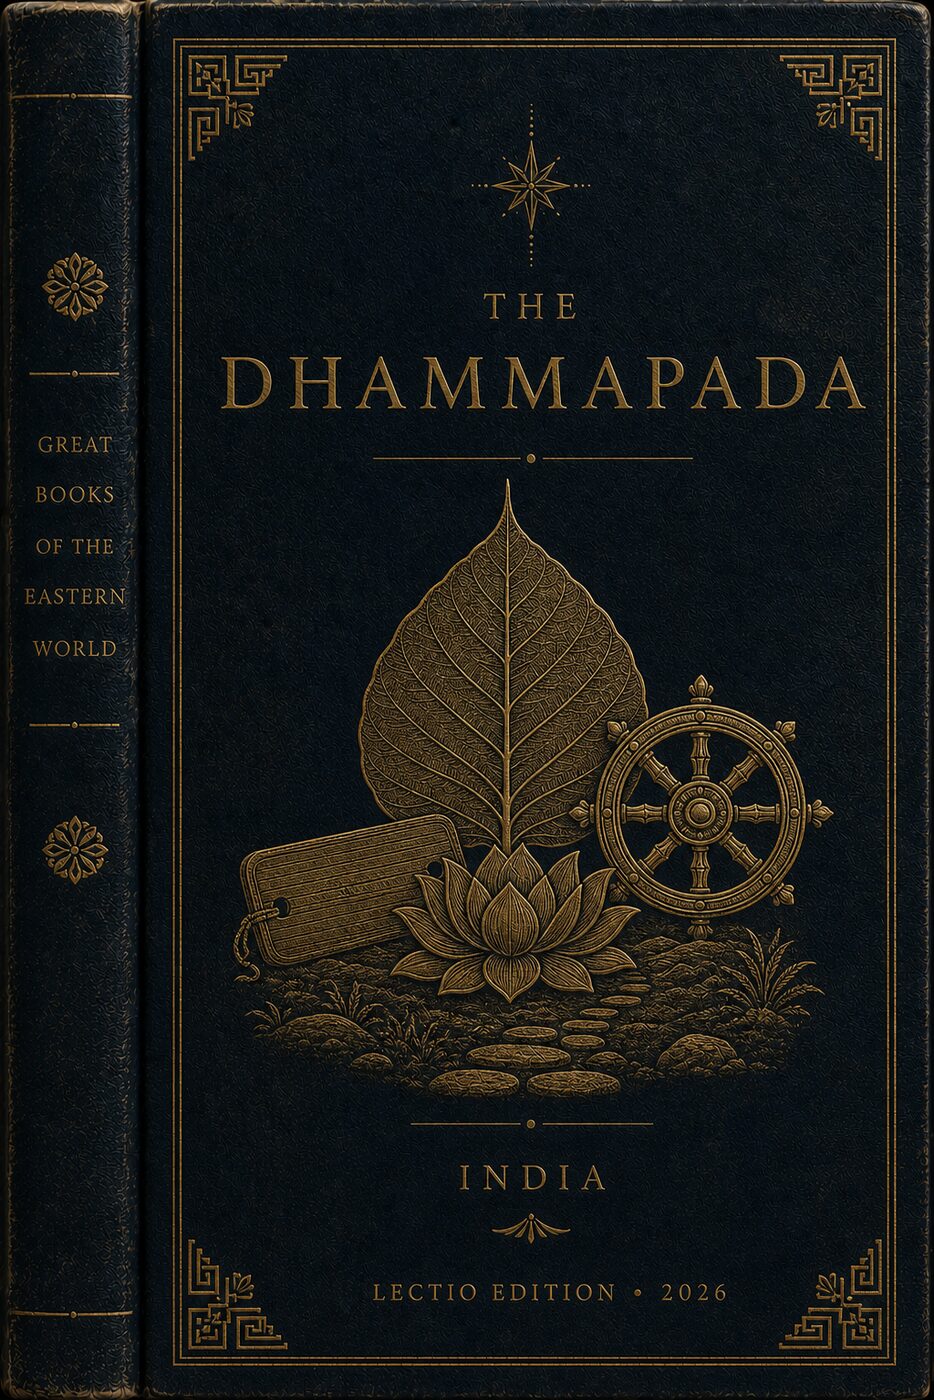 GREAT
BOOKS
OF THE
EASTERN
WORLD
THE
DHAMMAPADA
INDIA
LECTIO EDITION • 2026